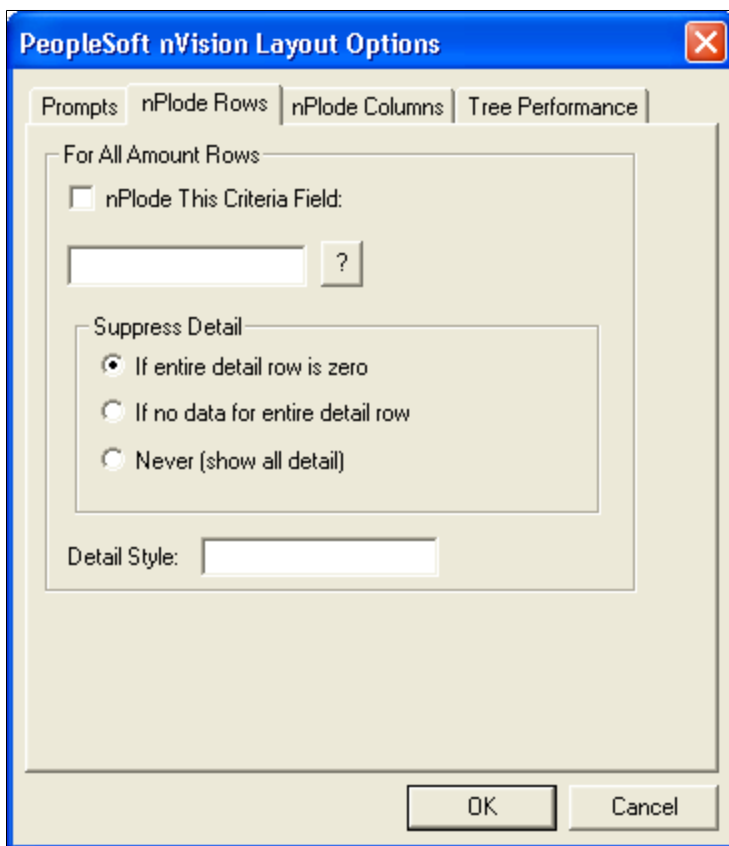 PeopleSoft nVision Layout Options
Prompts nPlode Rows nPlode Columns Tree Performance
For All Amount Rows
nPlode This Criteria Field:
?
Suppress Detail
If entire detail row is zero
If no data for entire detail row
Never (show all detail)
Detail Style:
OK Cancel